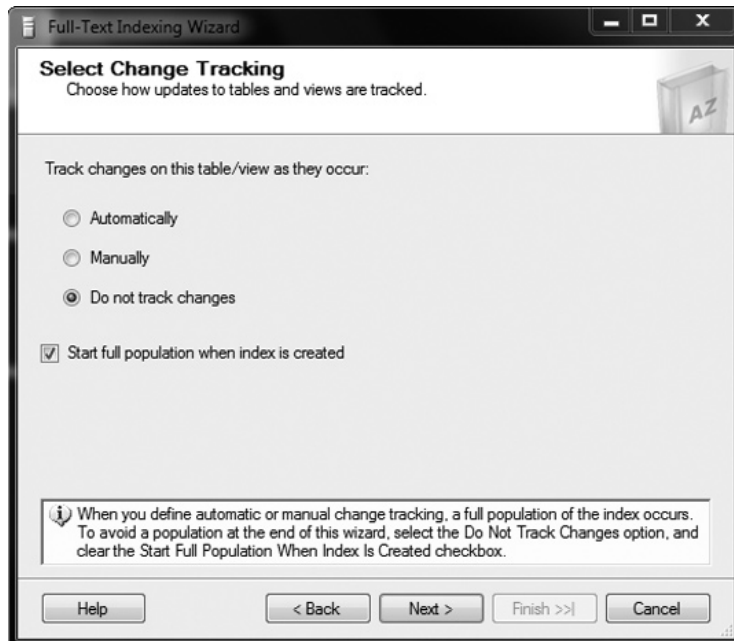 Full-Text Indexing Wizard
Select Change Tracking
Choose how updates to tables and views are tracked.
AZ
Track changes on this table/view as they occur:
Automatically
Manually
Do not track changes
Start full population when index is created
When you define automatic or manual change tracking, a full population of the index occurs.
To avoid a population at the end of this wizard, select the Do Not Track Changes option, and
clear the Start Full Population When Index Is Created checkbox.
Help
< Back
Next >
Finish >>|
Cancel